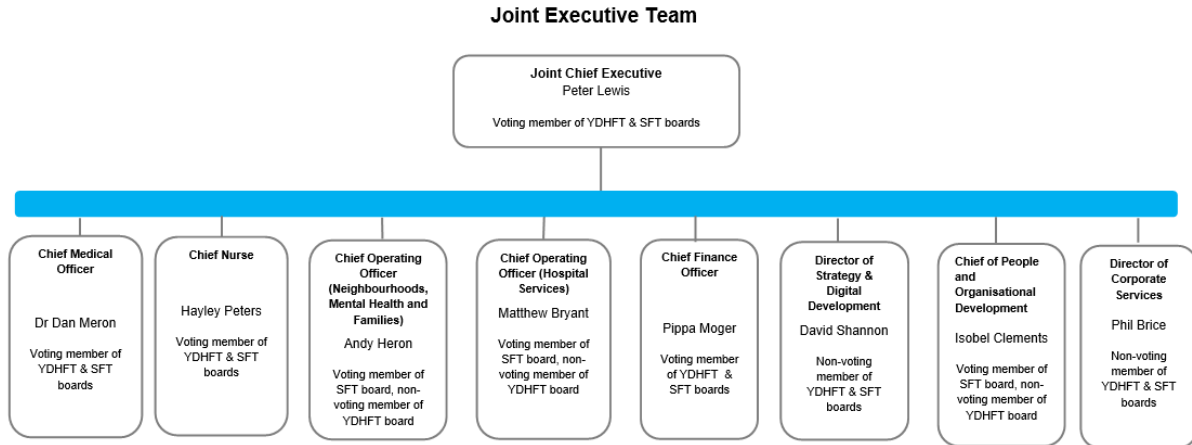 Joint Executive Team
Joint Chief Executive
Peter Lewis
Voting member of YDHFT & SFT boards
Chief Medical
Officer
Dr Dan Meron
Voting member of
YDHFT & SFT
boards
Chief Nurse
Hayley Peters
Voting member of
YDHFT & SFT
boards
Chief Operating
Officer
(Neighbourhoods,
Mental Health and
Families)
Andy Heron
Voting member of
SFT board, non-
voting member of
YDHFT board
Chief Operating
Officer (Hospital
Services)
Matthew Bryant
Voting member of
SFT board, non-
voting member of
YDHFT board
Chief Finance
Officer
Pippa Moger
Voting member
of YDHFT &
SFT boards
Director of
Strategy &
Digital
Development
David Shannon
Non-voting
member of
YDHFT & SFT
boards
Chief of People
and
Organisational
Development
Isobel Clements
Voting member of
SFT board, non-
voting member of
YDHFT board
Director of
Corporate
Services
Phil Brice
Non-voting
member of
YDHFT & SFT
boards